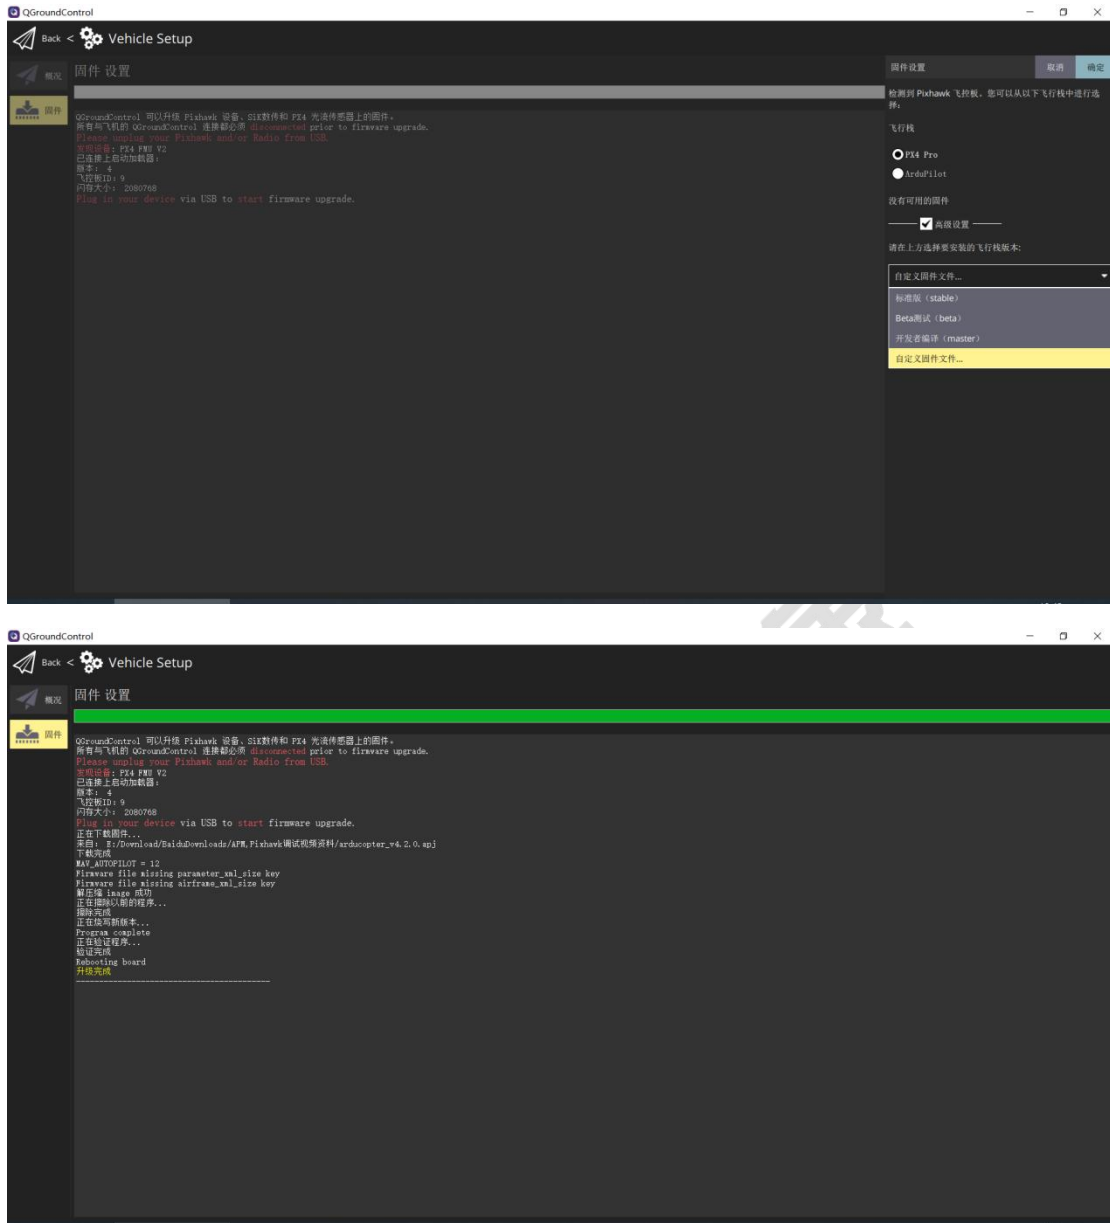 QGroundControl
Back < Vehicle Setup
概况
固件 设置
固件
QGroundControl 可以升级 Pixhawk 设备、SiK数传和 PX4 光流传感器上的固件。
所有与飞机的 QGroundControl 连接都必须 disconnected prior to firmware upgrade.
Please unplug your Pixhawk and/or Radio from USB.
发现设备: PX4 FMU V2
已连接上启动加载器:
版本: 4
飞控板ID: 9
闪存大小: 2080768
Plug in your device via USB to start firmware upgrade.
固件设置
取消
确定
检测到 Pixhawk 飞控板。您可以从以下飞行栈中进行选
择:
飞行栈
PX4 Pro
ArduPilot
没有可用的固件
高级设置
请在上方选择要安装的飞行栈版本:
自定义固件文件...
标准版（stable）
Beta测试（beta）
开发者编译（master）
自定义固件文件...
QGroundControl
Back < Vehicle Setup
概况
固件 设置
固件
QGroundControl 可以升级 Pixhawk 设备、SiK数传和 PX4 光流传感器上的固件。
所有与飞机的 QGroundControl 连接都必须 disconnected prior to firmware upgrade.
Please unplug your Pixhawk and/or Radio from USB.
发现设备: PX4 FMU V2
已连接上启动加载器:
版本: 4
飞控板ID: 9
闪存大小: 2080768
Plug in your device via USB to start firmware upgrade.
正在下载固件...
来自: E:/Download/BaiduDownloads/APM,Pixhawk调试视频资料/arducopter_v4.2.0.apj
下载完成
MAV_AUTOPILOT = 12
Firmware file missing parameter_xml_size key
Firmware file missing airframe_xml_size key
解压缩 image 成功
正在擦除以前的程序...
擦除完成
正在烧写新版本...
Program complete
正在验证程序...
验证完成
Rebooting board
升级完成